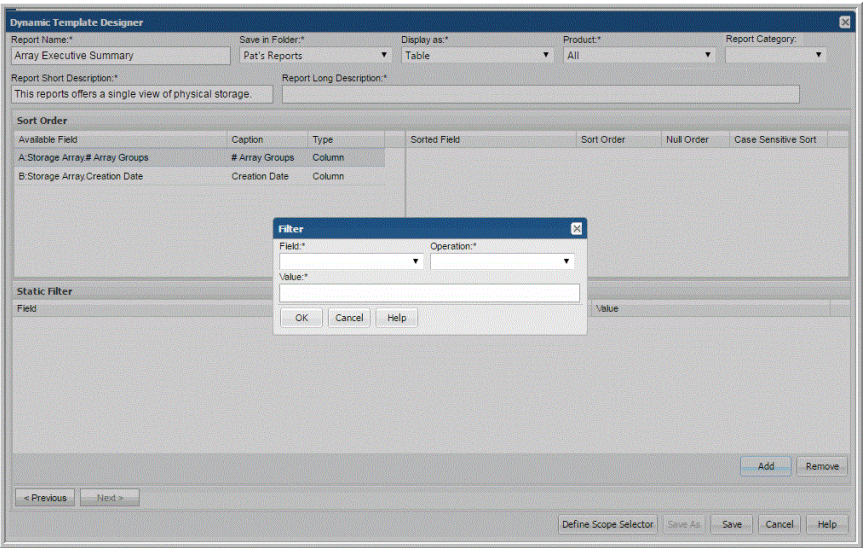 Dynamic Template Designer
Report Name:* Save in Folder:* Display as:* Product:* Report Category:
Array Executive Summary Pat's Reports Table All
Report Short Description:* Report Long Description:*
This reports offers a single view of physical storage.
Sort Order
Available Field Caption Type Sorted Field Sort Order Null Order Case Sensitive Sort
A:Storage Array.# Array Groups # Array Groups Column
B:Storage Array.Creation Date Creation Date Column
Filter
Field:* Operation:*
Value:*
OK Cancel Help
Static Filter
Field Value
Add Remove
< Previous Next >
Define Scope Selector Save As Save Cancel Help